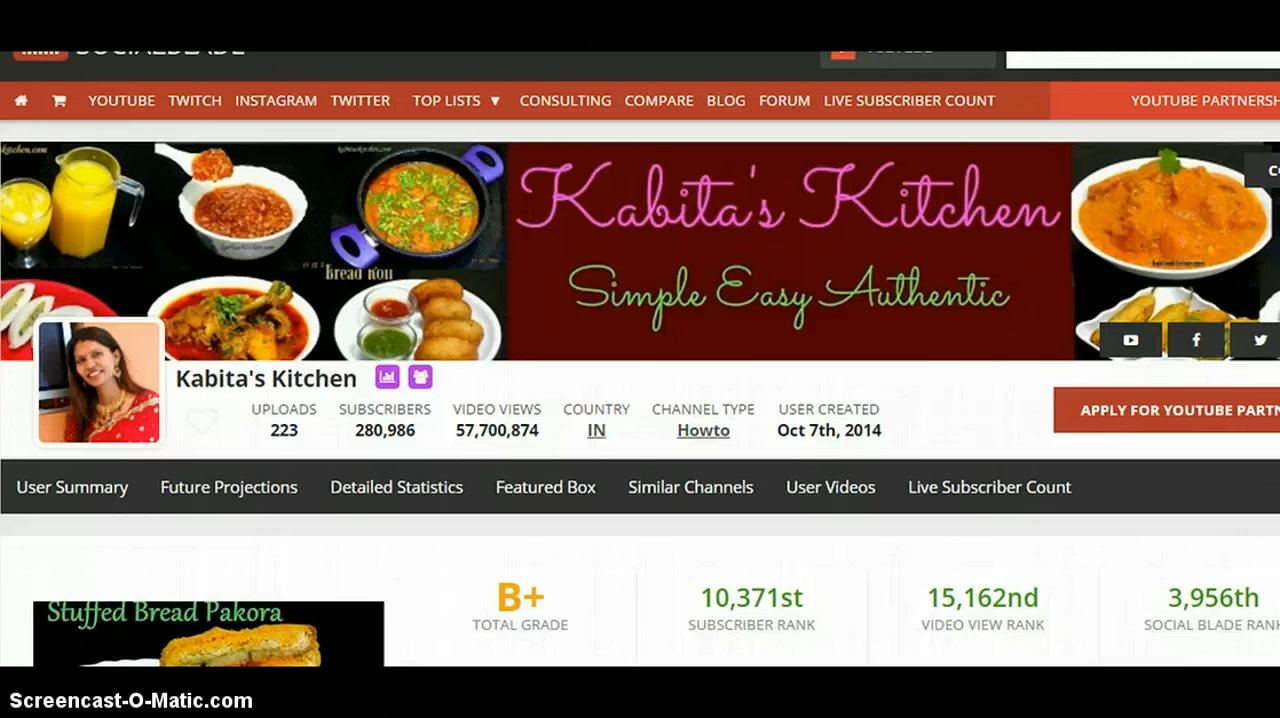 SOCIALBLADE
YOUTUBE TWITCH INSTAGRAM TWITTER TOP LISTS ▼ CONSULTING COMPARE BLOG FORUM LIVE SUBSCRIBER COUNT YOUTUBE PARTNERSH
Kabita's Kitchen
Bread Roll
Simple Easy Authentic
Kabita's Kitchen
UPLOADS SUBSCRIBERS VIDEO VIEWS COUNTRY CHANNEL TYPE USER CREATED
223 280,986 57,700,874 IN Howto Oct 7th, 2014
APPLY FOR YOUTUBE PARTN
User Summary Future Projections Detailed Statistics Featured Box Similar Channels User Videos Live Subscriber Count
B+ 10,371st 15,162nd 3,956th
TOTAL GRADE SUBSCRIBER RANK VIDEO VIEW RANK SOCIAL BLADE RANK
Stuffed Bread Pakora
Screencast-O-Matic.com